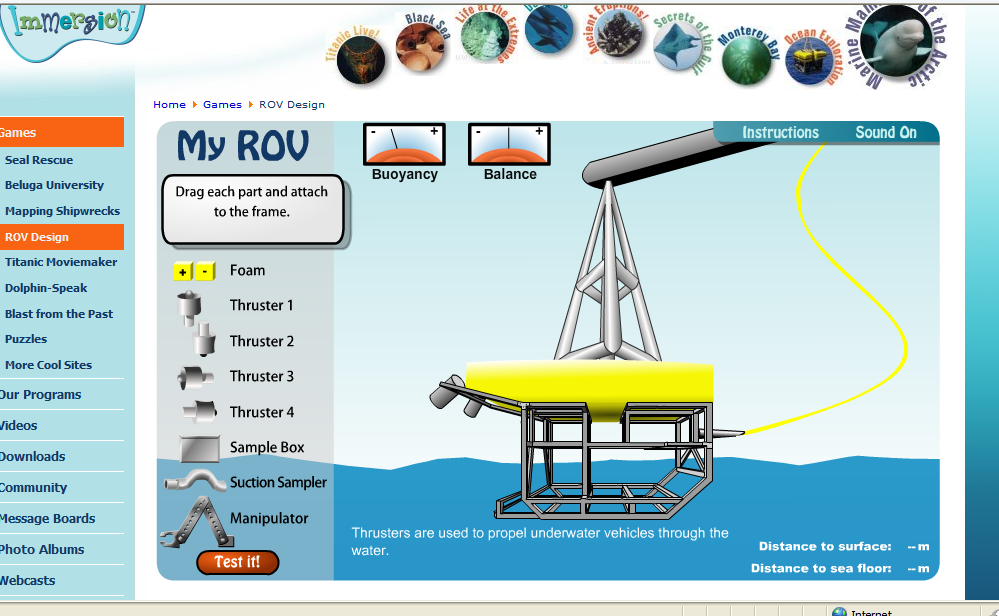 Immersion
Titanic Live!
Black Sea
Life at the Extremes
Ancient Eruptions!
Secrets of the Gulf
Monterey Bay
Ocean Exploration
of the Arctic
Home Games ROV Design
Games
Seal Rescue
Beluga University
Mapping Shipwrecks
ROV Design
Titanic Moviemaker
Dolphin-Speak
Blast from the Past
Puzzles
More Cool Sites
Our Programs
Videos
Downloads
Community
Message Boards
Photo Albums
Webcasts
My ROV
Drag each part and attach
to the frame.
+ - Foam
Thruster 1
Thruster 2
Thruster 3
Thruster 4
Sample Box
Suction Sampler
Manipulator
Test it!
- +
Buoyancy
- +
Balance
Instructions Sound On
Thrusters are used to propel underwater vehicles through the
water.
Distance to surface: -- m
Distance to sea floor: -- m
Internet